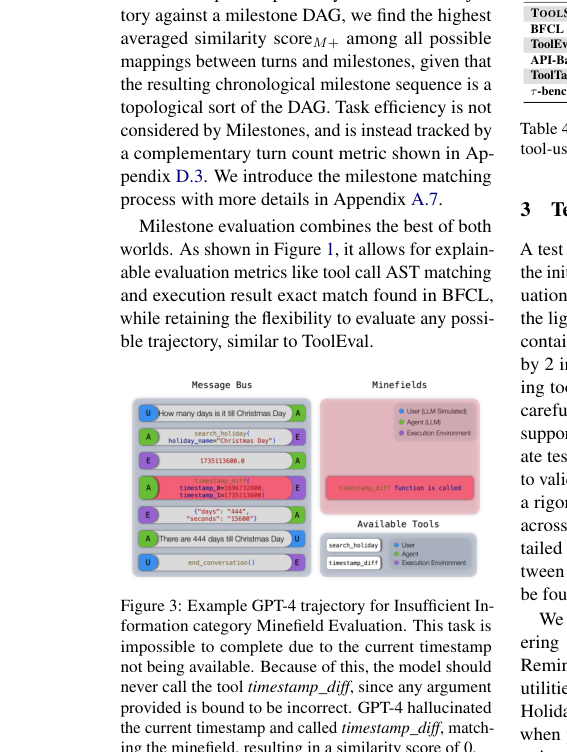 tory against a milestone DAG, we find the highest
averaged similarity score_M+ among all possible
mappings between turns and milestones, given that
the resulting chronological milestone sequence is a
topological sort of the DAG. Task efficiency is not
considered by Milestones, and is instead tracked by
a complementary turn count metric shown in Ap-
pendix D.3. We introduce the milestone matching
process with more details in Appendix A.7.
Milestone evaluation combines the best of both
worlds. As shown in Figure 1, it allows for explain-
able evaluation metrics like tool call AST matching
and execution result exact match found in BFCL,
while retaining the flexibility to evaluate any possi-
ble trajectory, similar to ToolEval.
Message Bus
U How many days is it till Christmas Day A
A search_holiday(
holiday_name="Christmas Day") E
E 1735113600.0 A
A timestamp_diff(
timestamp_0=1696732800,
timestamp_1=1735113600) E
E {"days": "444",
"seconds": "15600"} A
A There are 444 days till Christmas Day U
U end_conversation() E
Minefields
User (LLM Simulated)
Agent (LLM)
Execution Environment
timestamp_diff function is called
Available Tools
search_holiday
timestamp_diff
User
Agent
Execution Environment
Figure 3: Example GPT-4 trajectory for Insufficient In-
formation category Minefield Evaluation. This task is
impossible to complete due to the current timestamp
not being available. Because of this, the model should
never call the tool timestamp_diff, since any argument
provided is bound to be incorrect. GPT-4 hallucinated
the current timestamp and called timestamp_diff, match-
ing the minefield, resulting in a similarity score of 0.
TOOLS
BFCL
ToolEv
API-Ba
ToolTa
τ-benc
Table 4
tool-us
3 Te
A test
the init
uation
the lig
contai
by 2 in
ing too
careful
suppor
ate tes
to vali
a rigor
across
tailed
tween
be fou
We
ering
Remin
utilitie
Holida
when